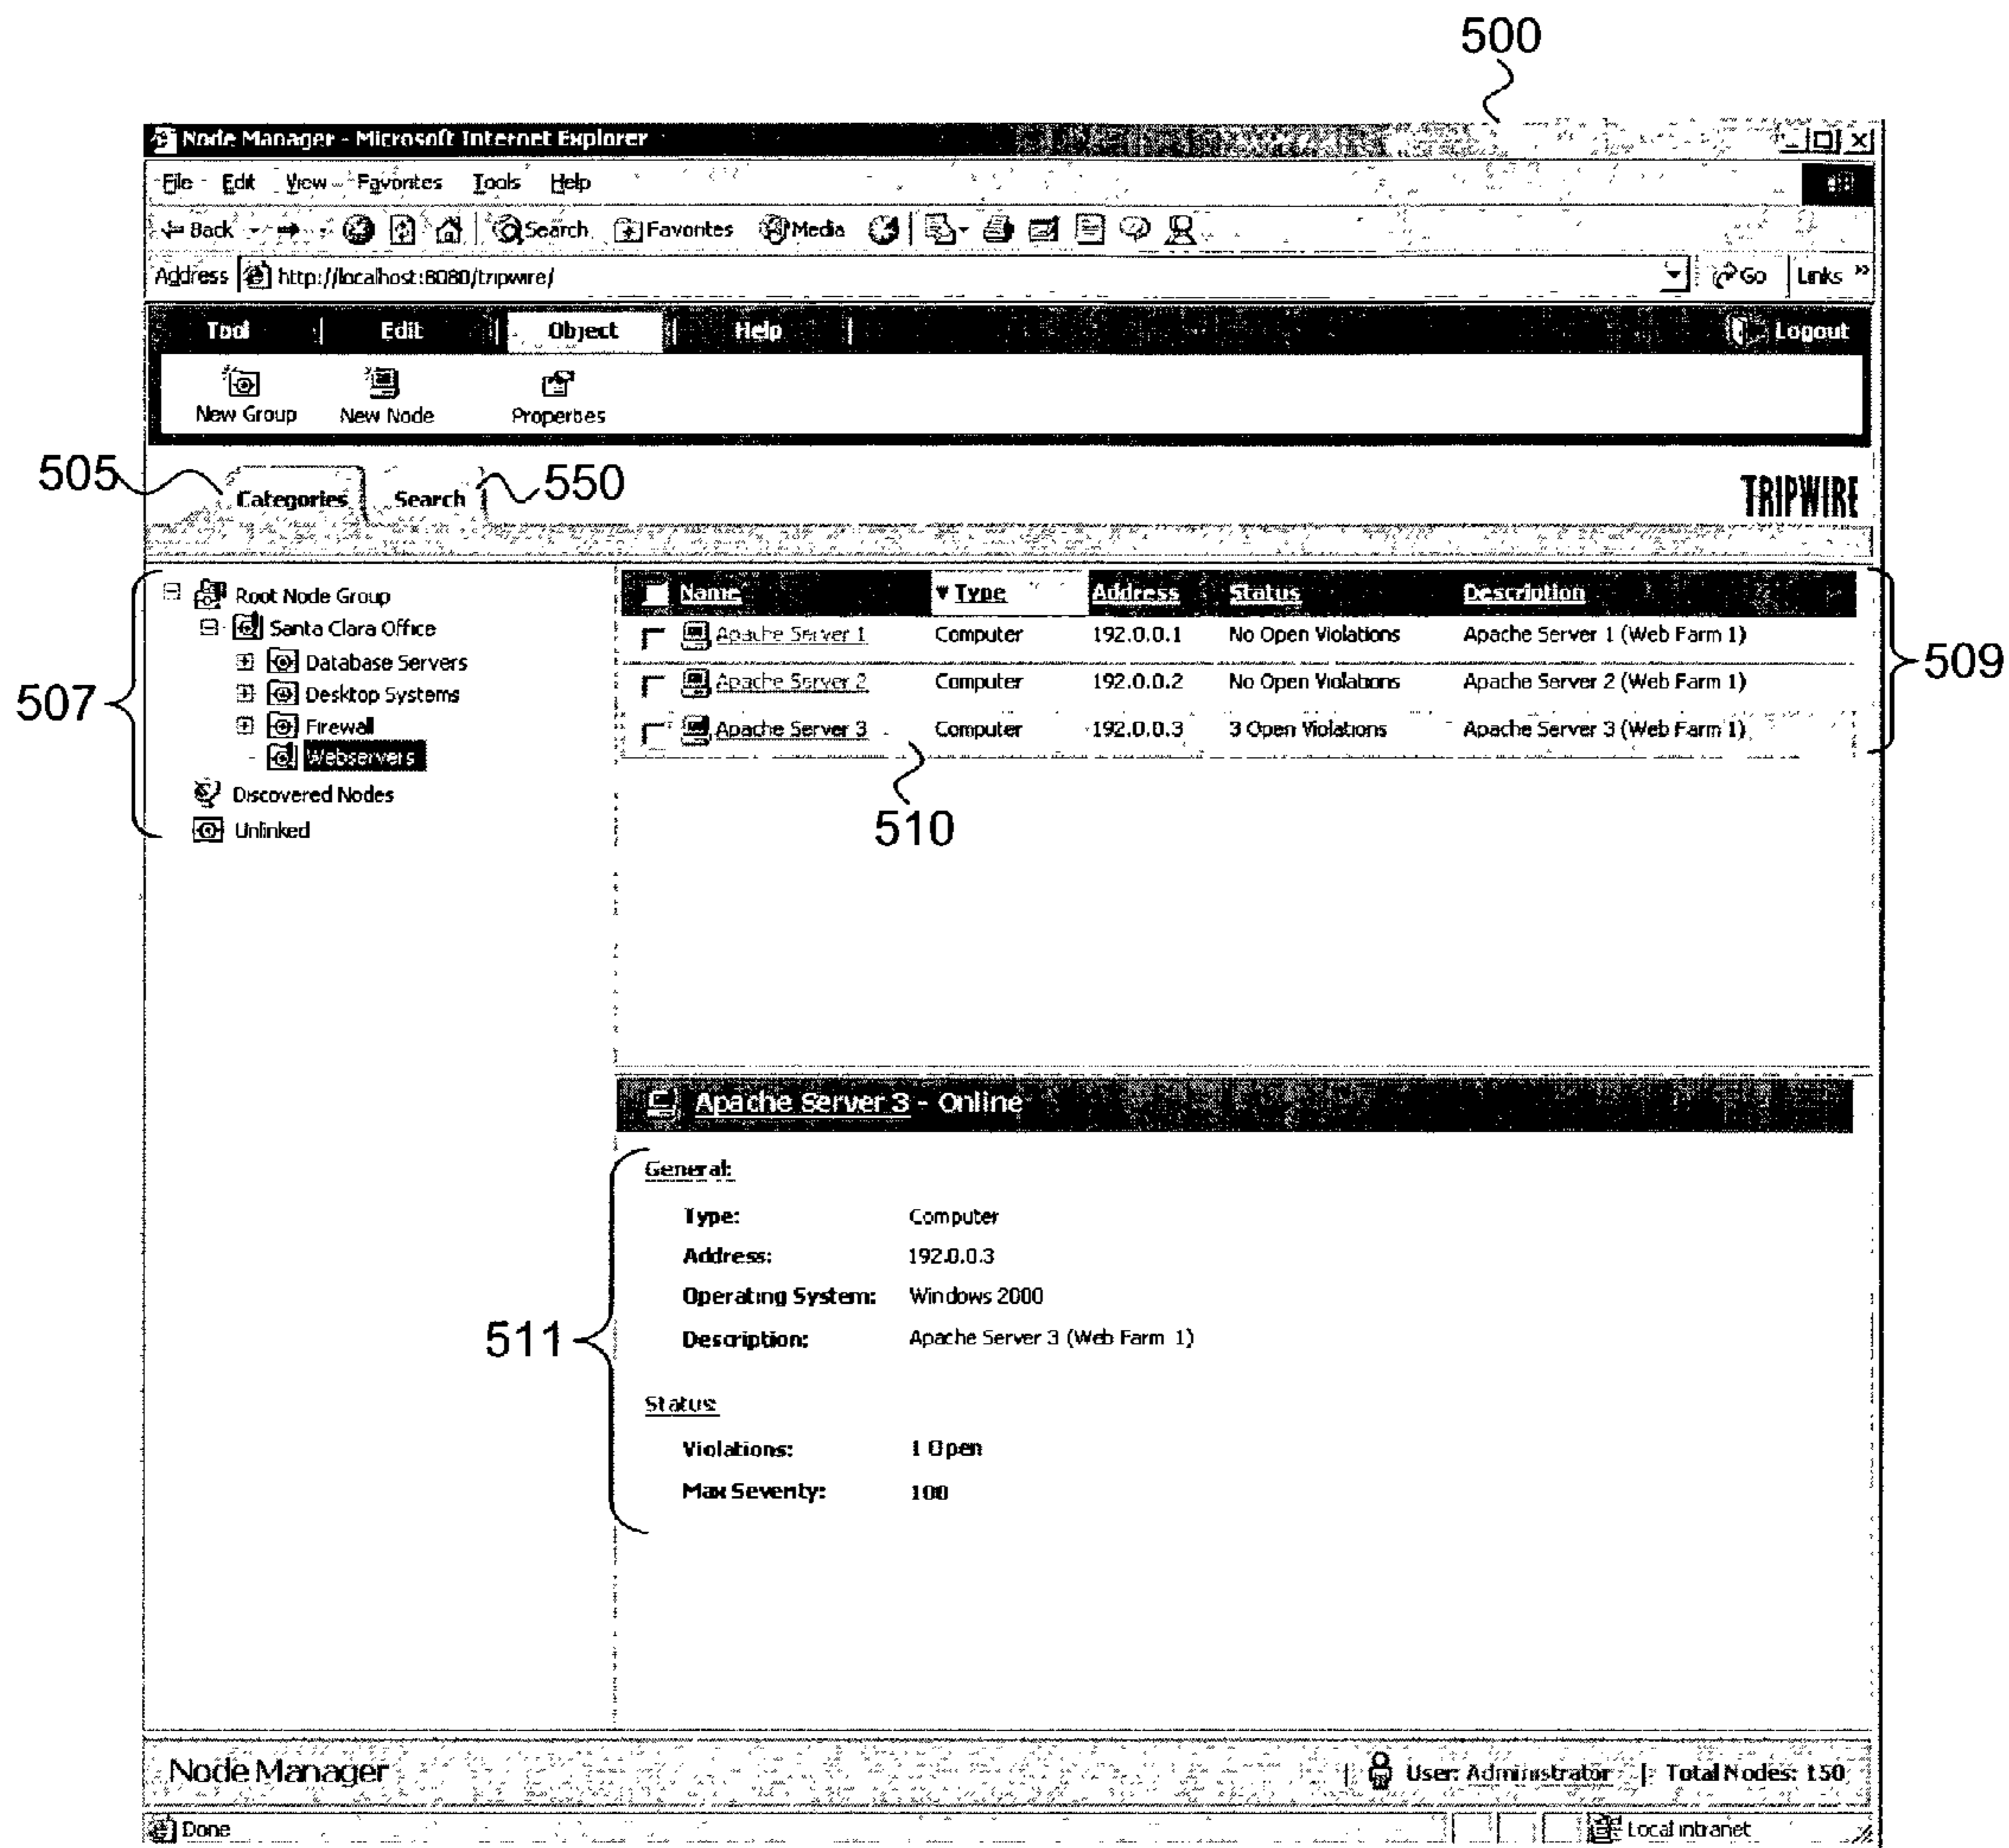 500
Node Manager - Microsoft Internet Explorer
File Edit View Favorites Tools Help
Back Search Favorites Media
Address http://localhost:8080/tripwire/ Go Links »
Tool | Edit | Object | Help | Logout
New Group New Node Properties
505 Categories Search 550 TRIPWIRE
507
Root Node Group
Santa Clara Office
Database Servers
Desktop Systems
Firewall
Webservers
Discovered Nodes
Unlinked
Name Type Address Status Description
Apache Server 1 Computer 192.0.0.1 No Open Violations Apache Server 1 (Web Farm 1)
Apache Server 2 Computer 192.0.0.2 No Open Violations Apache Server 2 (Web Farm 1)
Apache Server 3 Computer 192.0.0.3 3 Open Violations Apache Server 3 (Web Farm 1)
509
510
Apache Server 3 - Online
511
General:
Type: Computer
Address: 192.0.0.3
Operating System: Windows 2000
Description: Apache Server 3 (Web Farm 1)
Status:
Violations: 1 Open
Max Severity: 100
Node Manager | User: Administrator | Total Nodes: 150
Done Local intranet